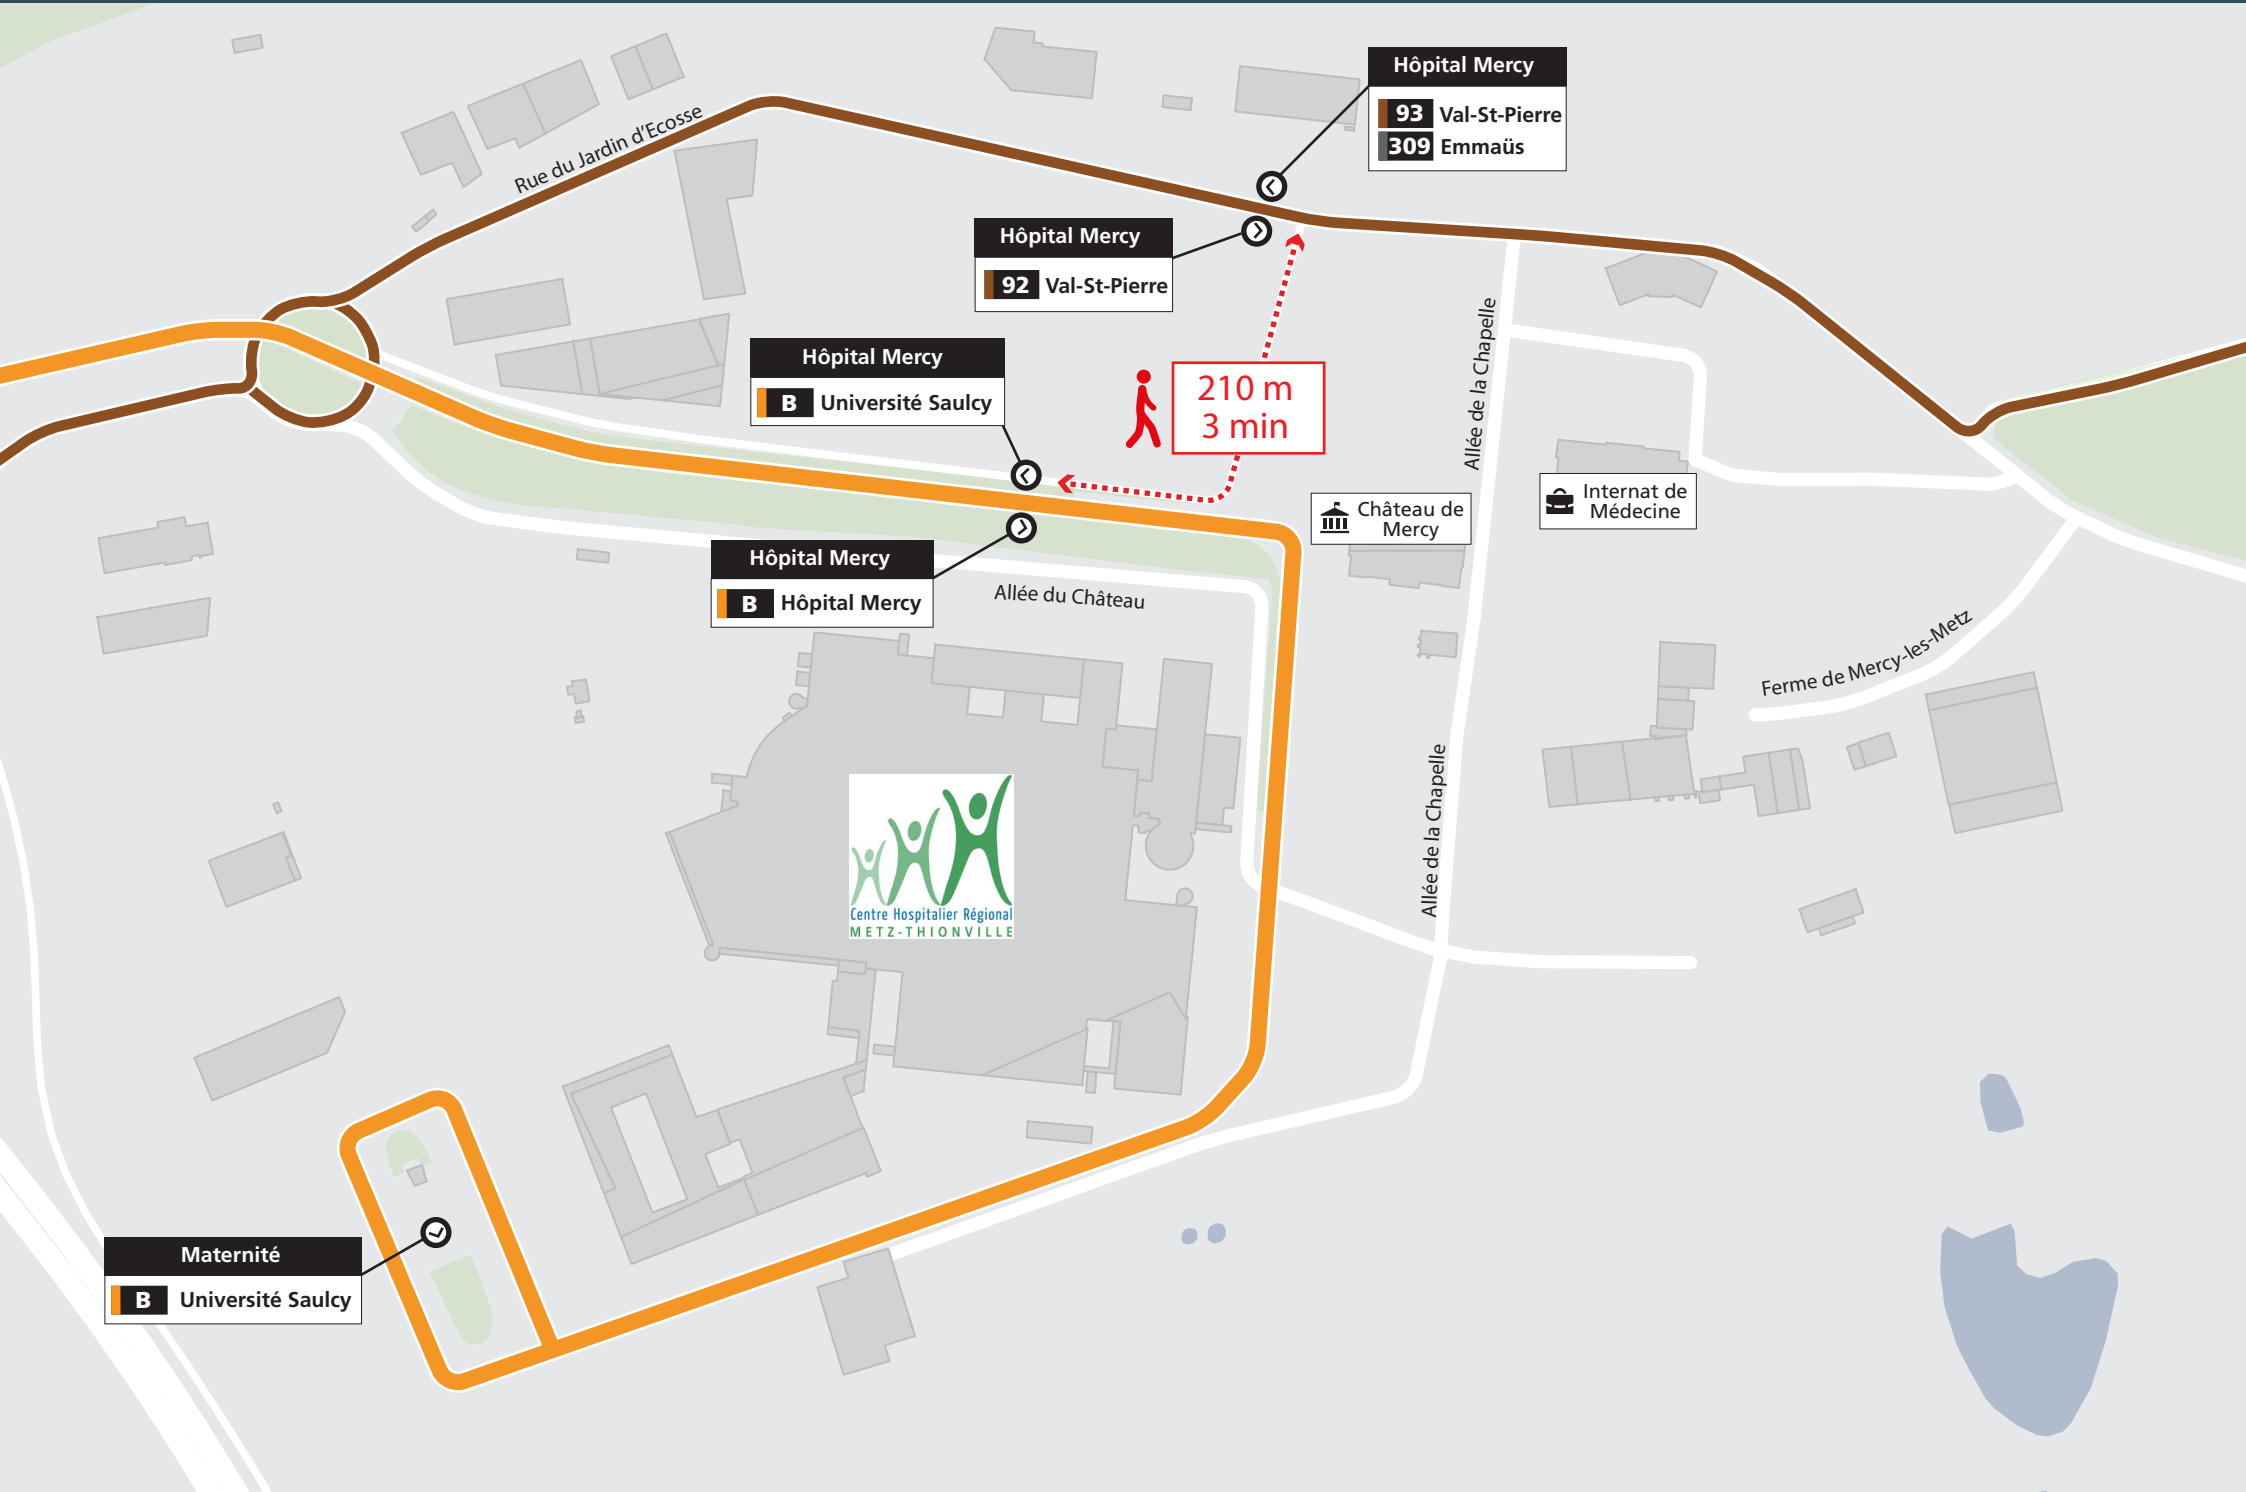 Hôpital Mercy
93 Val-St-Pierre
309 Emmaüs
Rue du Jardin d'Ecosse
Hôpital Mercy
92 Val-St-Pierre
Hôpital Mercy
B Université Saulcy
210 m
3 min
Allée de la Chapelle
Château de
Mercy
Internat de
Médecine
Hôpital Mercy
B Hôpital Mercy
Allée du Château
Ferme de Mercy-les-Metz
Allée de la Chapelle
Centre Hospitalier Régional
METZ-THIONVILLE
Maternité
B Université Saulcy